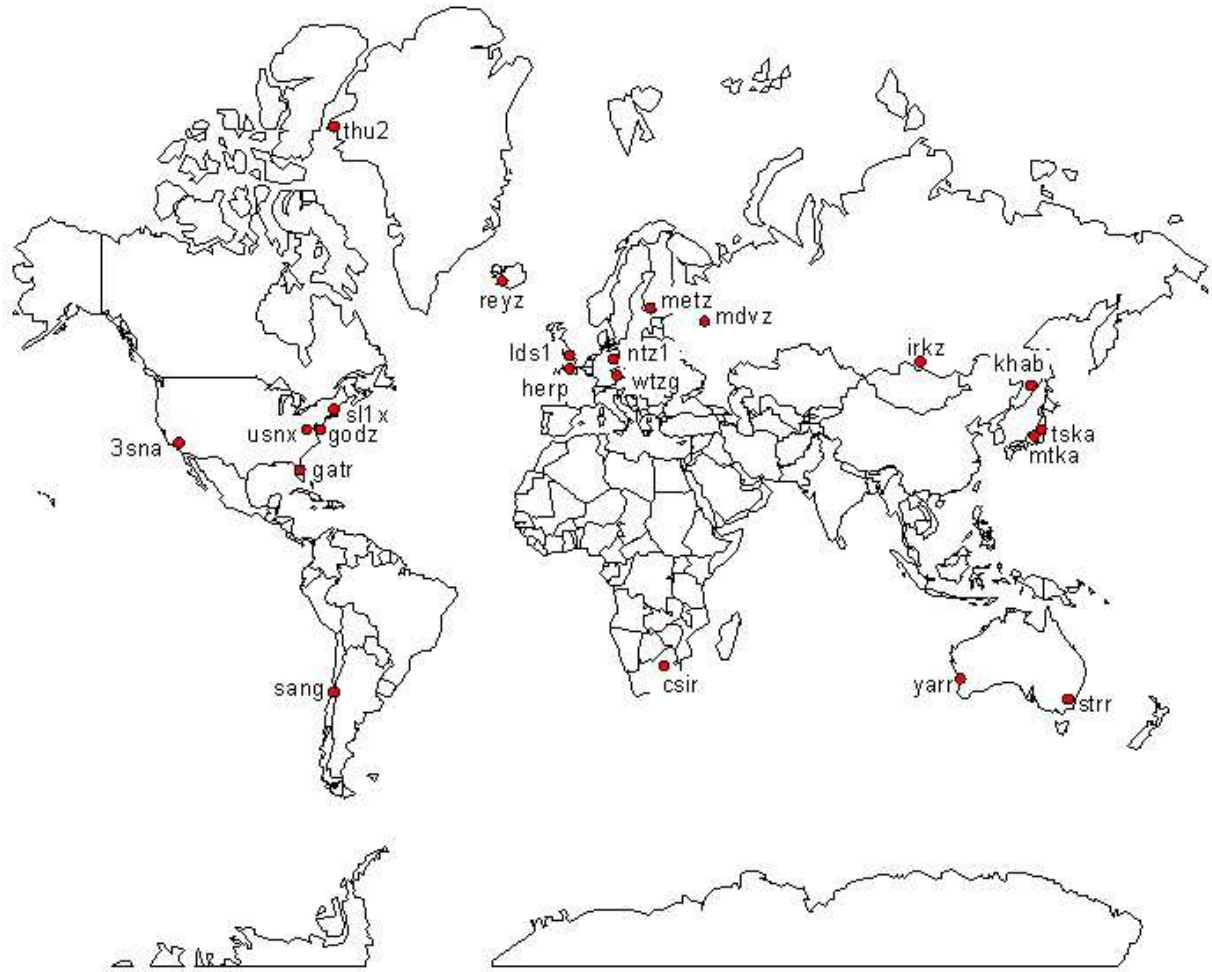 thu2
reyz
metz
mdvz
lds1
ntz1
irkz
khab
herp
wtzg
sl1x
usnx
godz
tska
3sna
mtka
gatr
sang
csir
yarr
strr